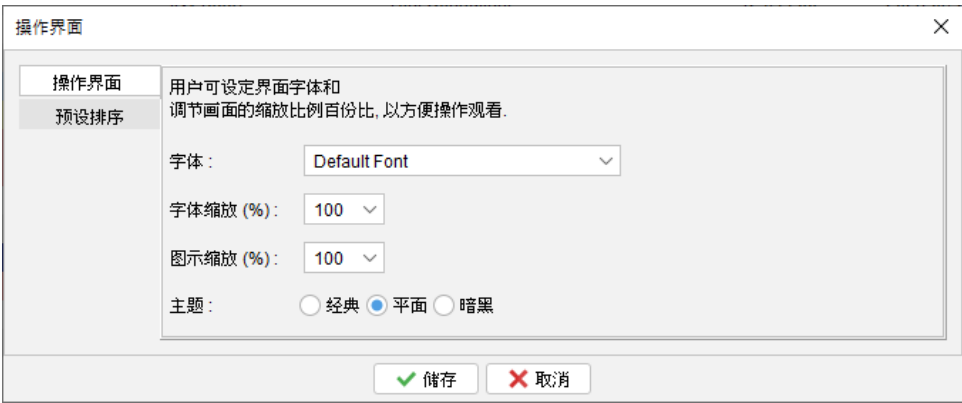 操作界面
操作界面
预设排序
用户可设定界面字体和
调节画面的缩放比例百份比, 以方便操作观看.
字体 : Default Font
字体缩放 (%) : 100
图示缩放 (%) : 100
主题 : 经典 平面 暗黑
储存 取消